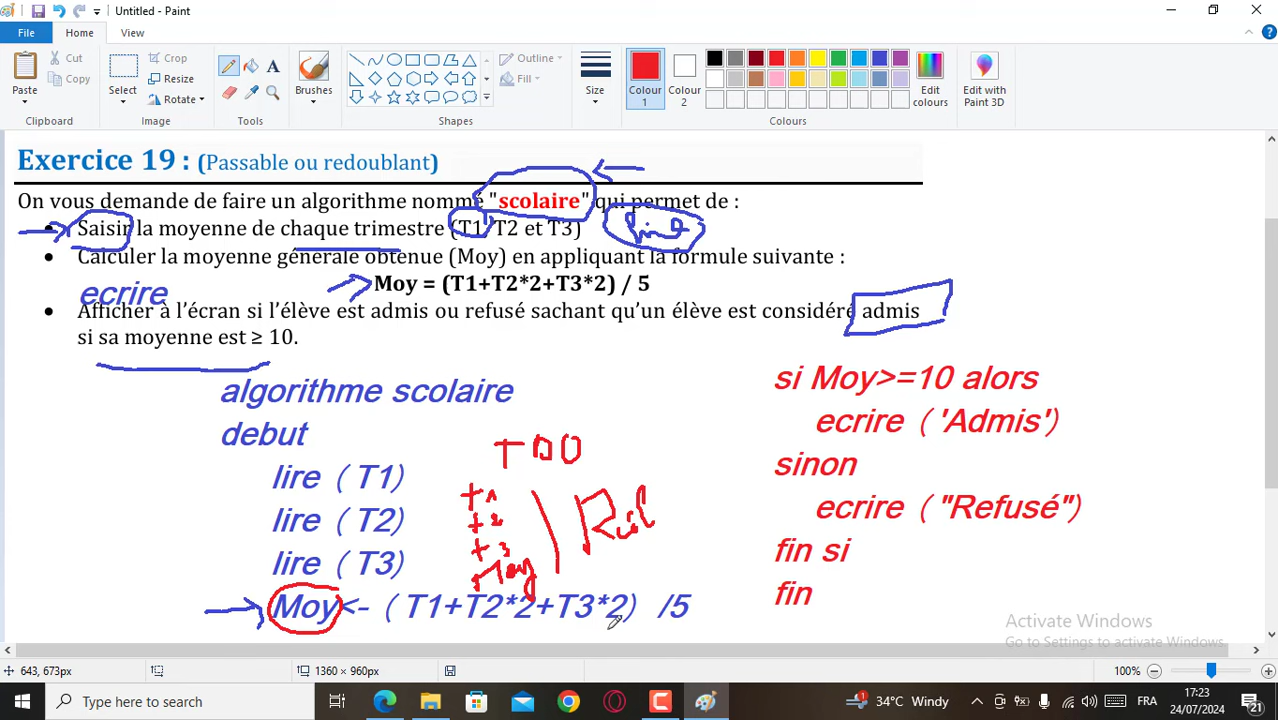 Untitled - Paint
File Home View
Paste Cut Copy Clipboard
Select Crop Resize Rotate Image
Tools
Brushes
Shapes Outline Fill
Size
Colour 1 Colour 2 Colours
Edit colours
Edit with Paint 3D
Exercice 19 : (Passable ou redoublant)
On vous demande de faire un algorithme nommé "scolaire" qui permet de :
• Saisir la moyenne de chaque trimestre (T1, T2 et T3)
• Calculer la moyenne générale obtenue (Moy) en appliquant la formule suivante :
ecrire
Moy = (T1+T2*2+T3*2) / 5
• Afficher à l'écran si l'élève est admis ou refusé sachant qu'un élève est considéré admis
si sa moyenne est ≥ 10.
algorithme scolaire
debut
lire ( T1)
lire ( T2)
lire ( T3)
Moy<- ( T1+T2*2+T3*2) /5
T D O
t1
t2
t3
Moy
si Moy>=10 alors
ecrire ( 'Admis')
sinon
ecrire ( "Refusé")
fin si
fin
Activate Windows
Go to Settings to activate Windows.
643, 673px
1360 × 960px
100%
Type here to search
34°C Windy
FRA
17:23
24/07/2024
21